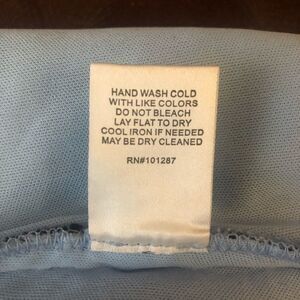 HAND WASH COLD
WITH LIKE COLORS
DO NOT BLEACH
LAY FLAT TO DRY
COOL IRON IF NEEDED
MAY BE DRY CLEANED
RN#101287